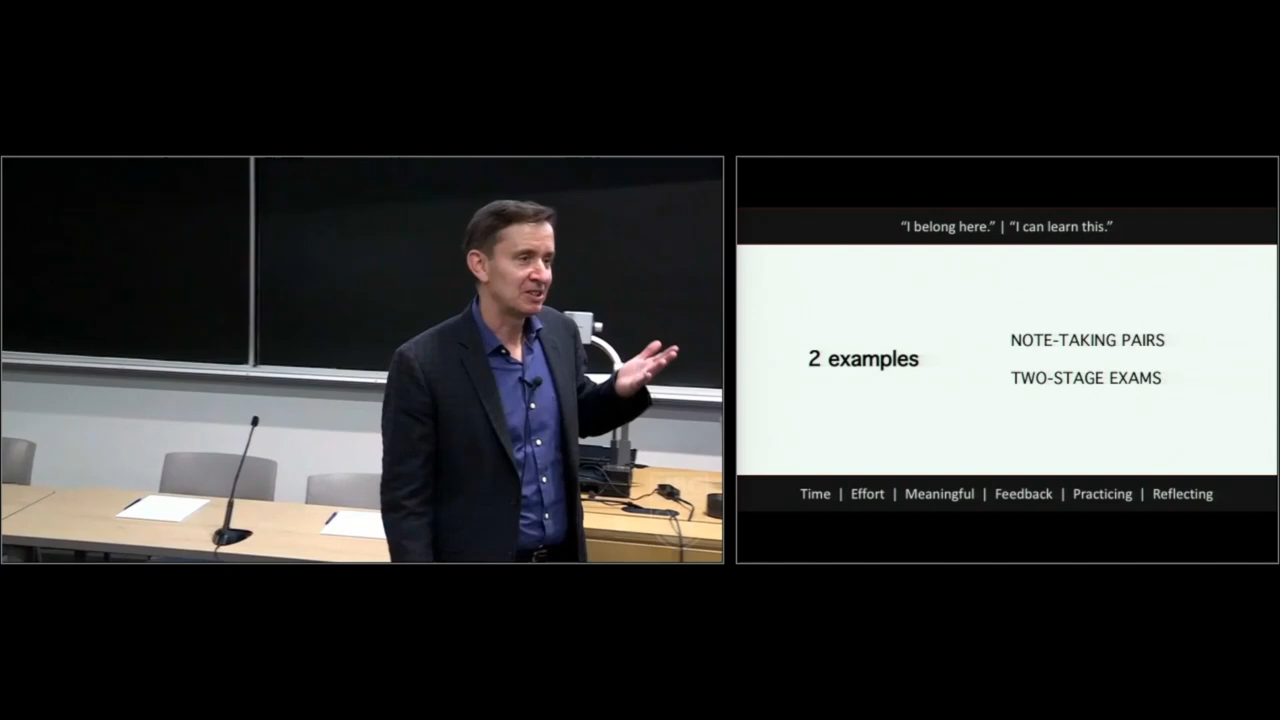 “I belong here.” | “I can learn this.”
2 examples
NOTE-TAKING PAIRS
TWO-STAGE EXAMS
Time | Effort | Meaningful | Feedback | Practicing | Reflecting